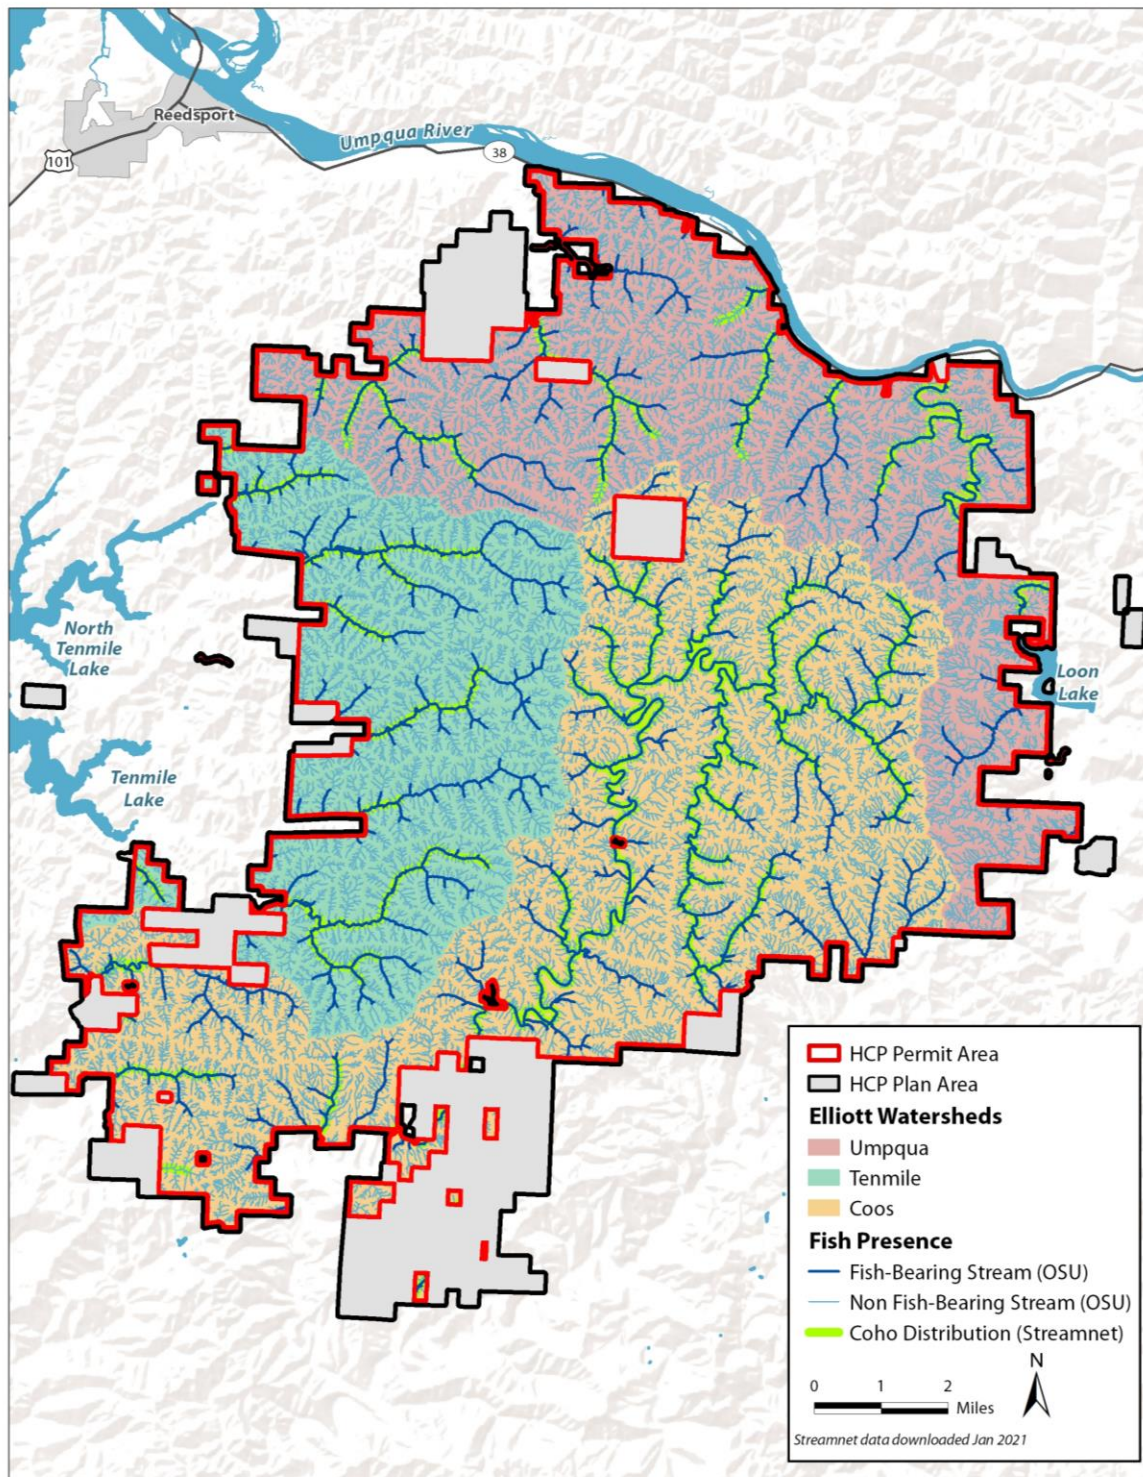 Reedsport
101
Umpqua River
38
North
Tenmile
Lake
Loon
Lake
Tenmile
Lake
HCP Permit Area
HCP Plan Area
Elliott Watersheds
Umpqua
Tenmile
Coos
Fish Presence
Fish-Bearing Stream (OSU)
Non Fish-Bearing Stream (OSU)
Coho Distribution (Streamnet)
N
0 1 2
Miles
Streamnet data downloaded Jan 2021